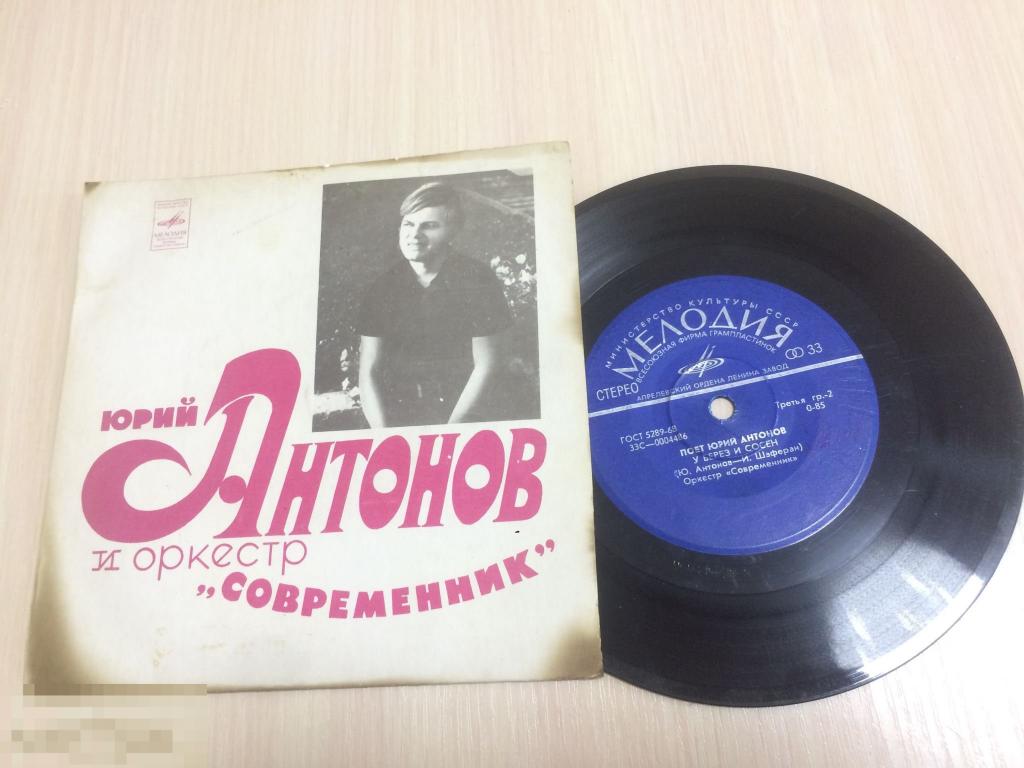 МЕЛОДИЯ
ЮРИЙ
АНТОНОВ
и оркестр
„СОВРЕМЕННИК”
МИНИСТЕРСТВО КУЛЬТУРЫ СССР
МЕЛОДИЯ
ВСЕСОЮЗНАЯ ФИРМА ГРАМПЛАСТИНОК
СТЕРЕО
33
АПРЕЛЕВСКИЙ ОРДЕНА ЛЕНИНА ЗАВОД
ГОСТ 5289-68
Третья гр.-2
33С—0004486
0-85
ПОЕТ ЮРИЙ АНТОНОВ
У БЕРЕЗ И СОСЕН
(Ю. Антонов—И. Шаферан)
Оркестр «Современник»